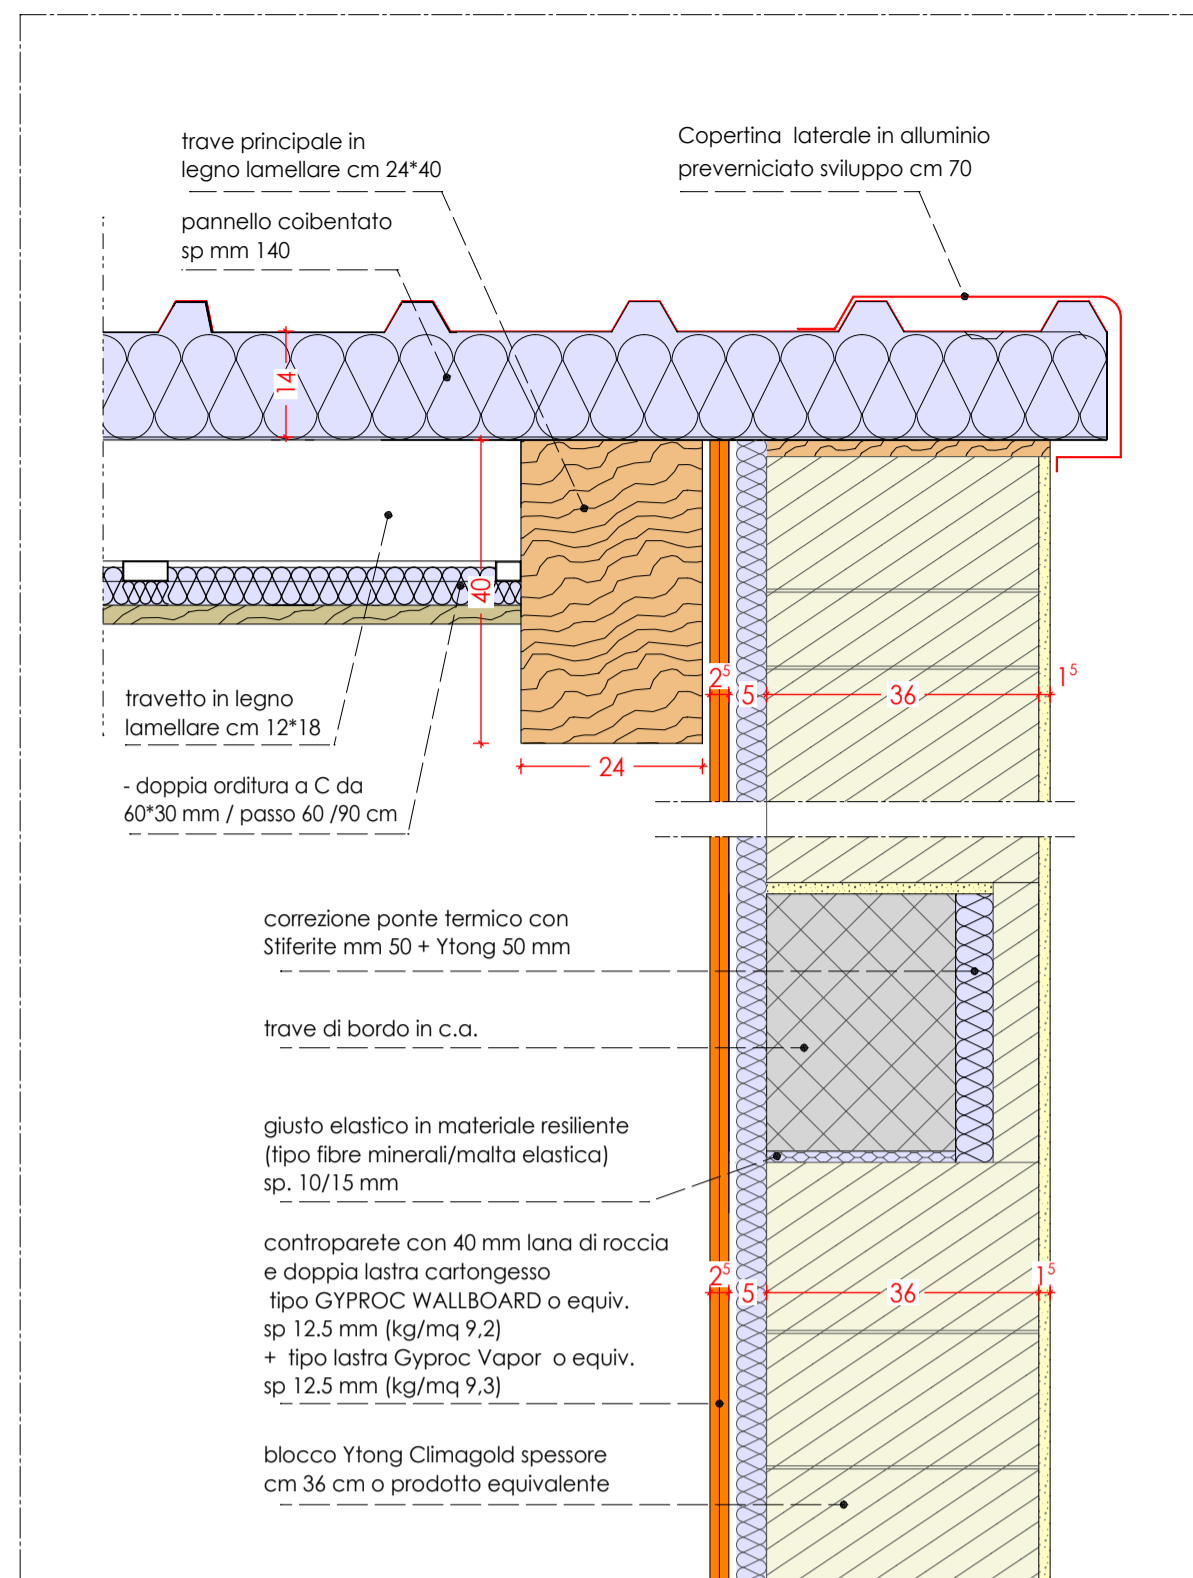 trave principale in
legno lamellare cm 24*40
Copertina laterale in alluminio
preverniciato sviluppo cm 70
pannello coibentato
sp mm 140
14
40
travetto in legno
lamellare cm 12*18
2⁵
5
36
1⁵
24
- doppia orditura a C da
60*30 mm / passo 60 /90 cm
correzione ponte termico con
Stiferite mm 50 + Ytong 50 mm
trave di bordo in c.a.
giusto elastico in materiale resiliente
(tipo fibre minerali/malta elastica)
sp. 10/15 mm
controparete con 40 mm lana di roccia
e doppia lastra cartongesso
tipo GYPROC WALLBOARD o equiv.
sp 12.5 mm (kg/mq 9,2)
+ tipo lastra Gyproc Vapor o equiv.
sp 12.5 mm (kg/mq 9,3)
2⁵
5
36
1⁵
blocco Ytong Climagold spessore
cm 36 cm o prodotto equivalente